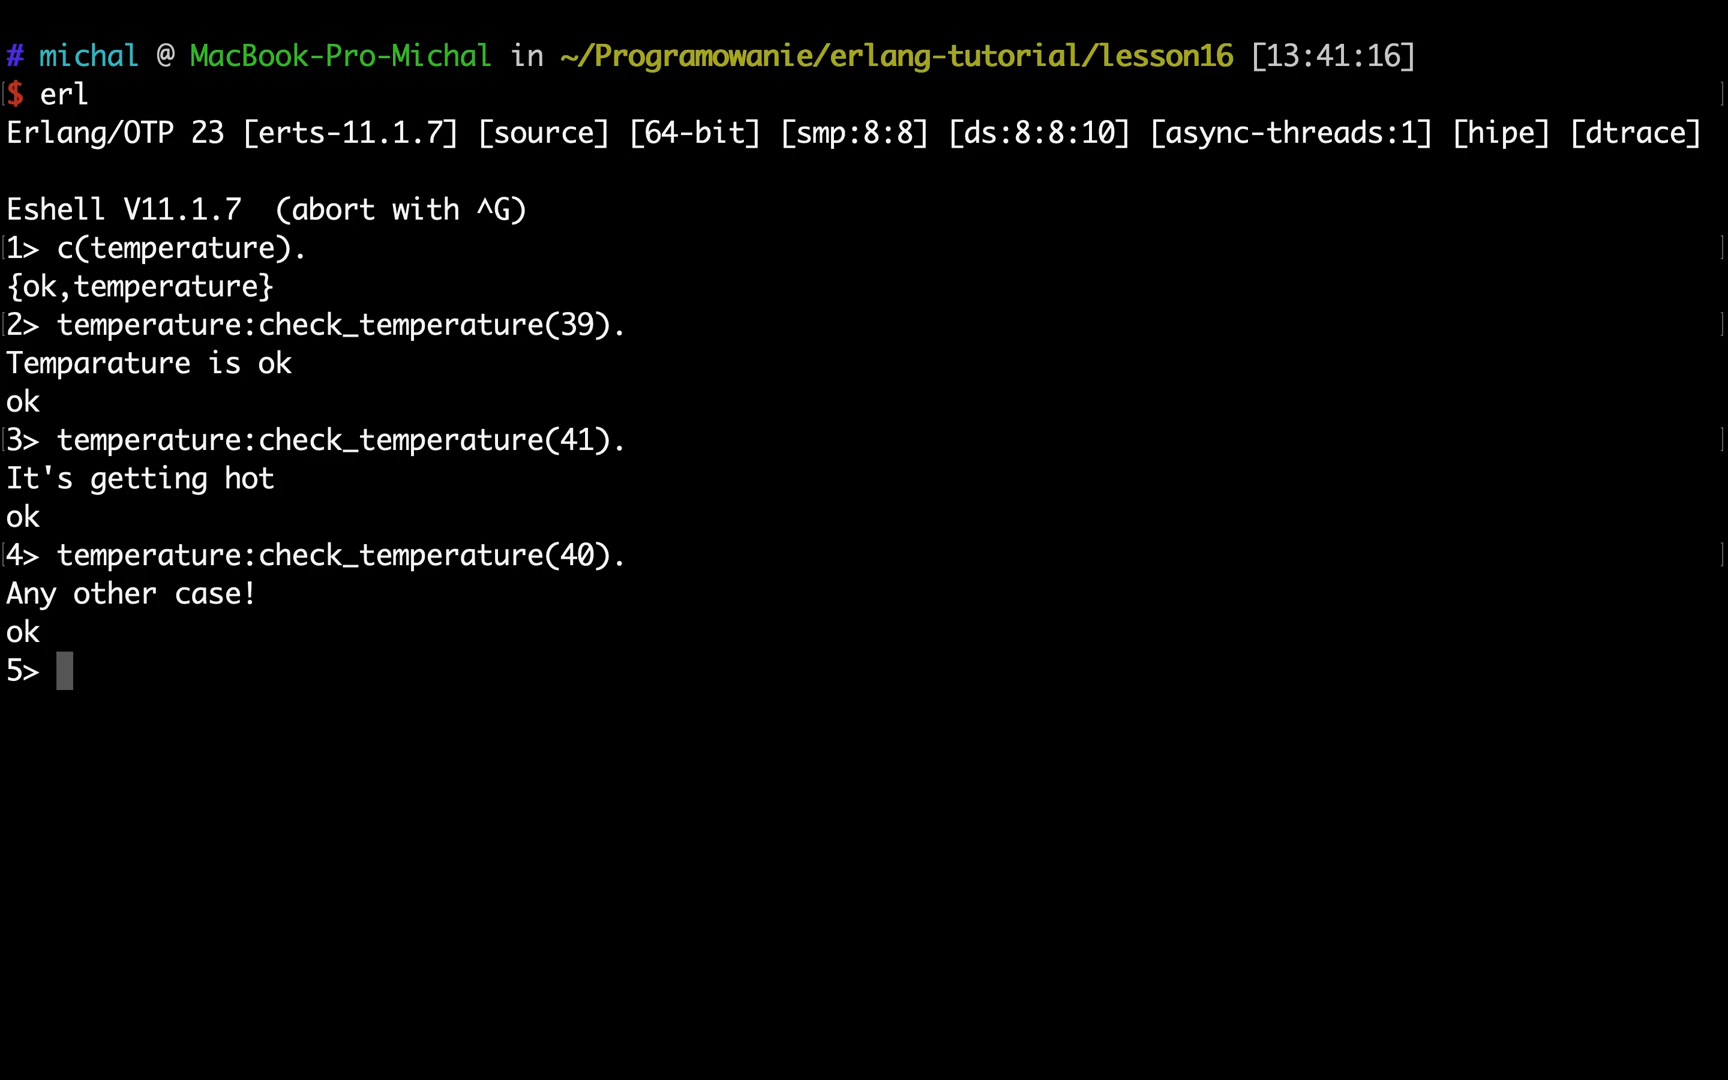 # michal @ MacBook-Pro-Michal in ~/Programowanie/erlang-tutorial/lesson16 [13:41:16]
$ erl
Erlang/OTP 23 [erts-11.1.7] [source] [64-bit] [smp:8:8] [ds:8:8:10] [async-threads:1] [hipe] [dtrace]
Eshell V11.1.7  (abort with ^G)
1> c(temperature).
{ok,temperature}
2> temperature:check_temperature(39).
Temparature is ok
ok
3> temperature:check_temperature(41).
It's getting hot
ok
4> temperature:check_temperature(40).
Any other case!
ok
5>